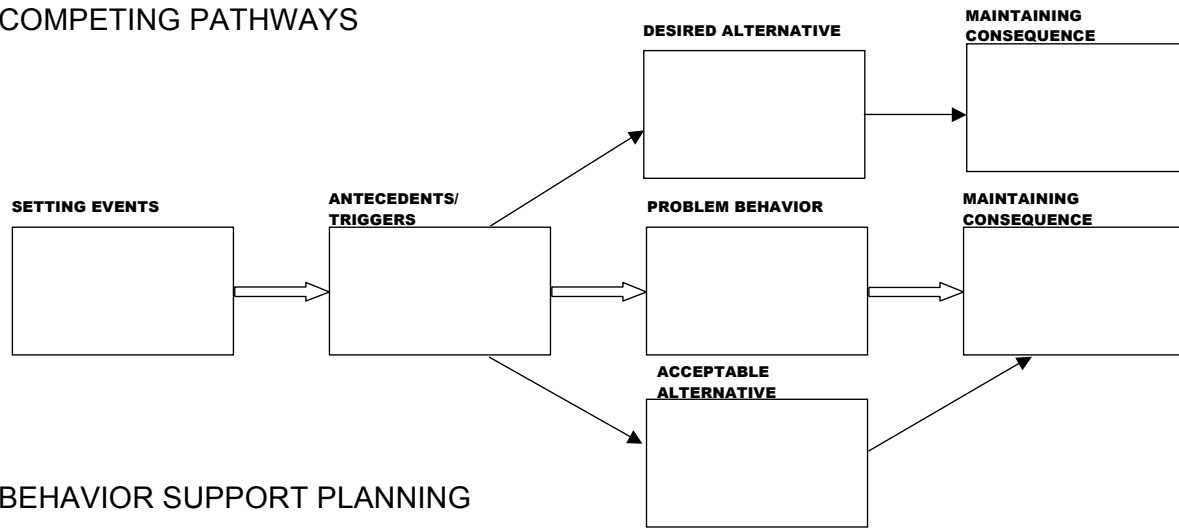 COMPETING PATHWAYS
DESIRED ALTERNATIVE
MAINTAINING
CONSEQUENCE
SETTING EVENTS
ANTECEDENTS/
TRIGGERS
PROBLEM BEHAVIOR
MAINTAINING
CONSEQUENCE
ACCEPTABLE
ALTERNATIVE
BEHAVIOR SUPPORT PLANNING